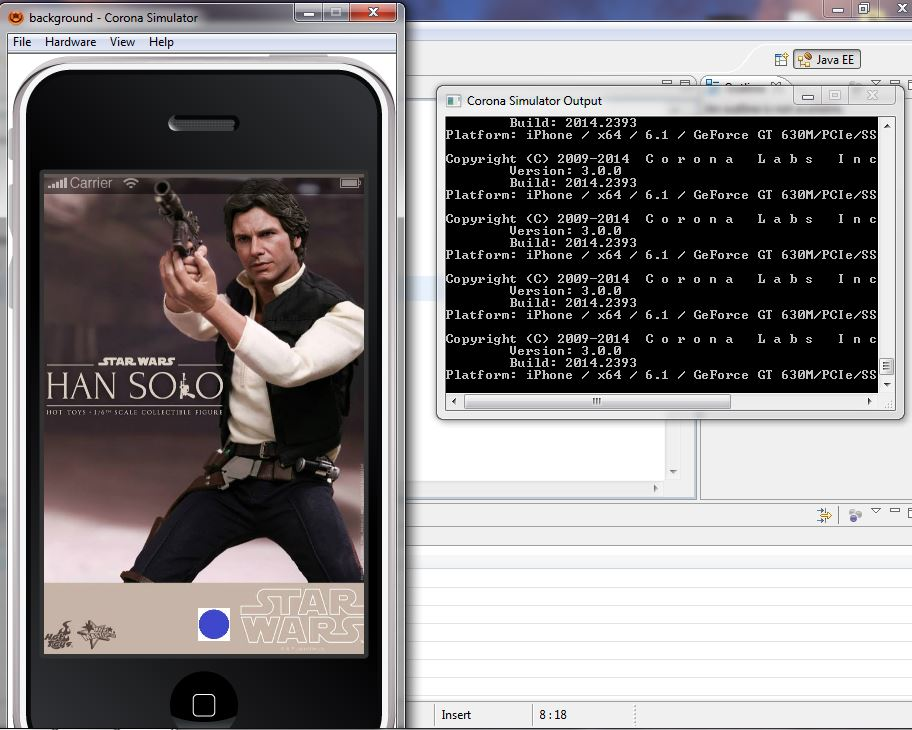 background - Corona Simulator
File Hardware View Help
Carrier
STAR WARS
HAN SOLO
HOT TOYS - 1/6TH SCALE COLLECTIBLE FIGURE
STAR
WARS
Hot
Toys
Java EE
Corona Simulator Output
Build: 2014.2393
Platform: iPhone / x64 / 6.1 / GeForce GT 630M/PCIe/SS
Copyright (C) 2009-2014 C o r o n a L a b s I n c
Version: 3.0.0
Build: 2014.2393
Platform: iPhone / x64 / 6.1 / GeForce GT 630M/PCIe/SS
Copyright (C) 2009-2014 C o r o n a L a b s I n c
Version: 3.0.0
Build: 2014.2393
Platform: iPhone / x64 / 6.1 / GeForce GT 630M/PCIe/SS
Copyright (C) 2009-2014 C o r o n a L a b s I n c
Version: 3.0.0
Build: 2014.2393
Platform: iPhone / x64 / 6.1 / GeForce GT 630M/PCIe/SS
Copyright (C) 2009-2014 C o r o n a L a b s I n c
Version: 3.0.0
Build: 2014.2393
Platform: iPhone / x64 / 6.1 / GeForce GT 630M/PCIe/SS
Insert
8 : 18